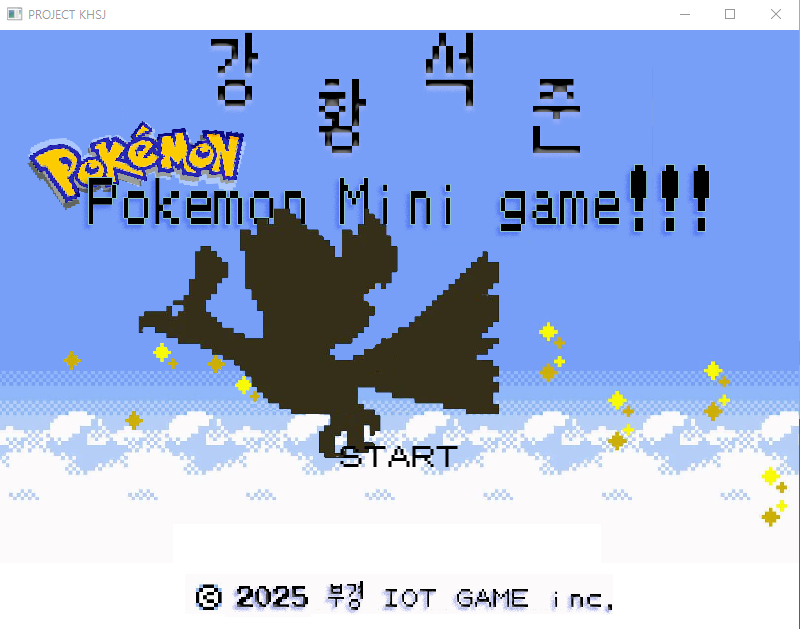 PROJECT KHSJ
강 황 석 준
POKéMON
Pokemon Mini game!!!
START
© 2025 부경 IOT GAME inc.